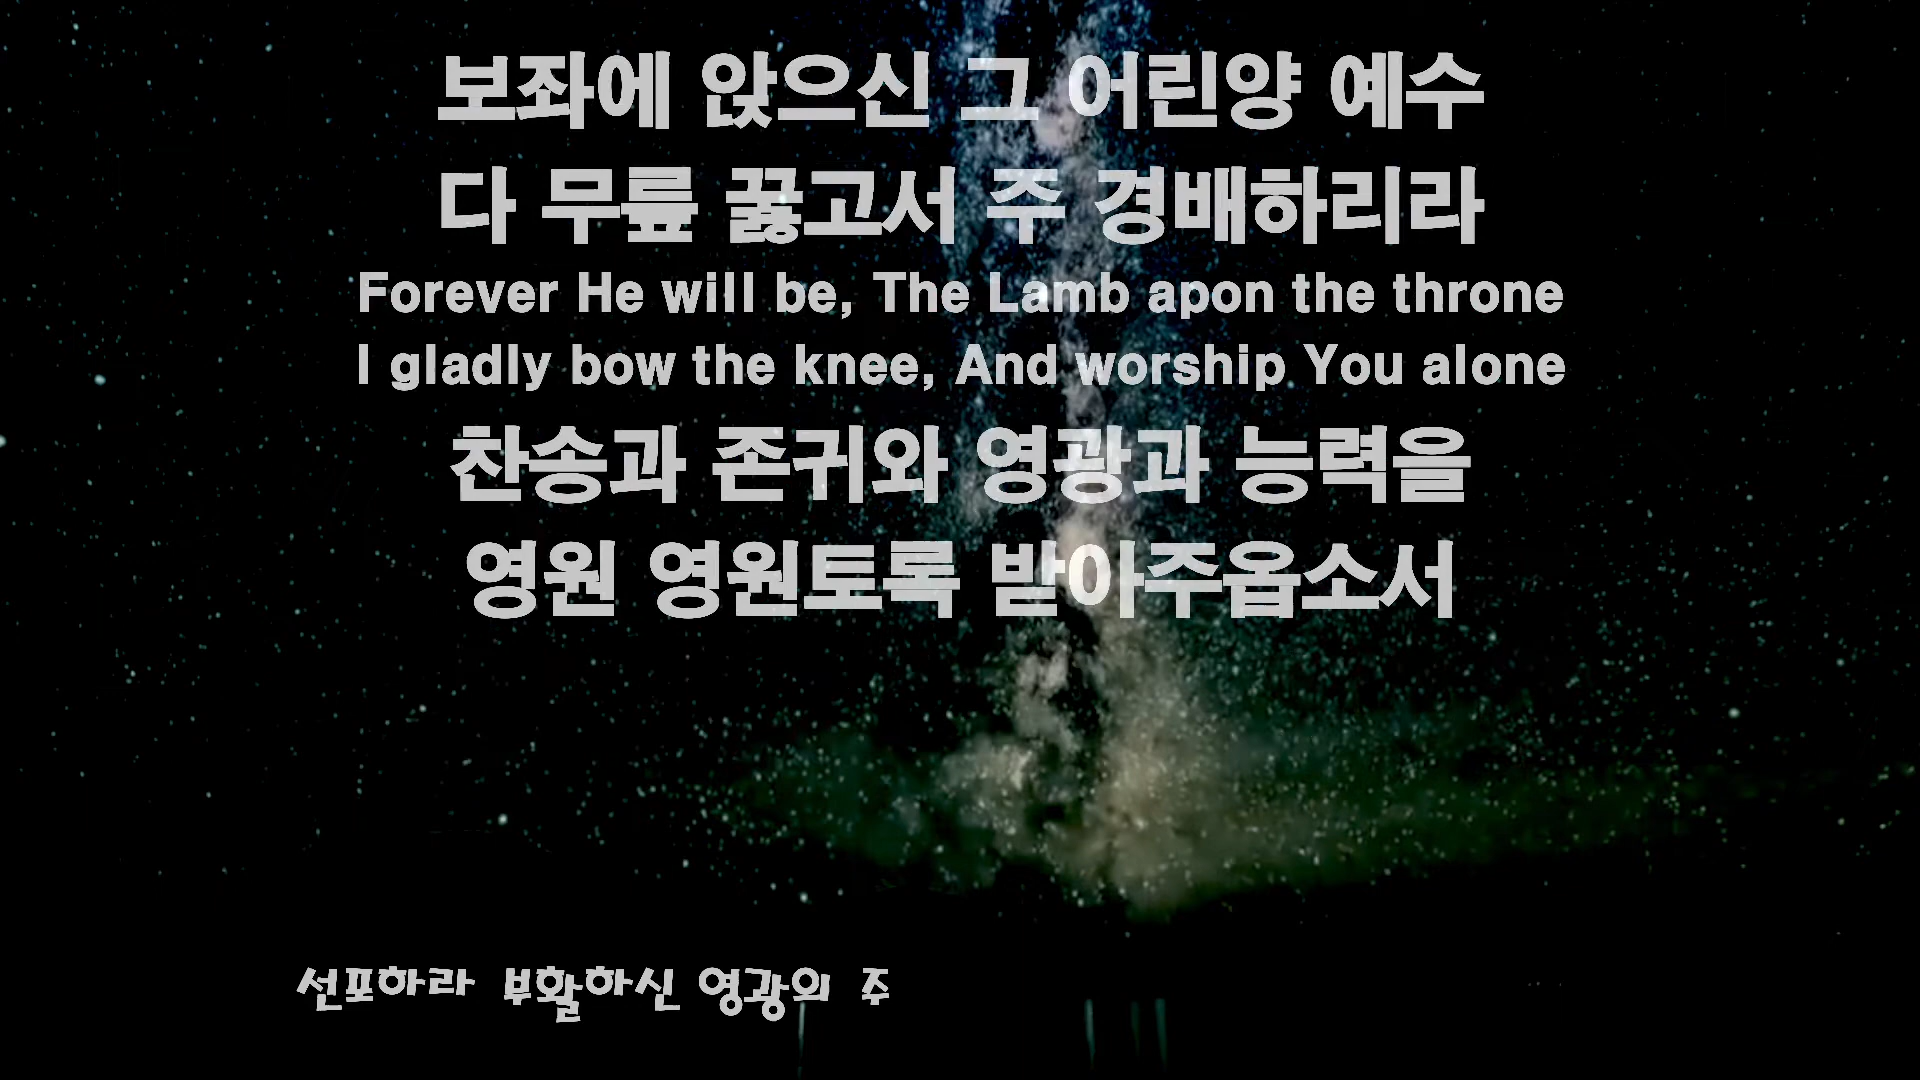 보좌에 앉으신 그 어린양 예수
다 무릎 꿇고서 주 경배하리라
Forever He will be, The Lamb apon the throne
I gladly bow the knee, And worship You alone
찬송과 존귀와 영광과 능력을
영원 영원토록 받아주옵소서
선포하라 부활하신 영광의 주